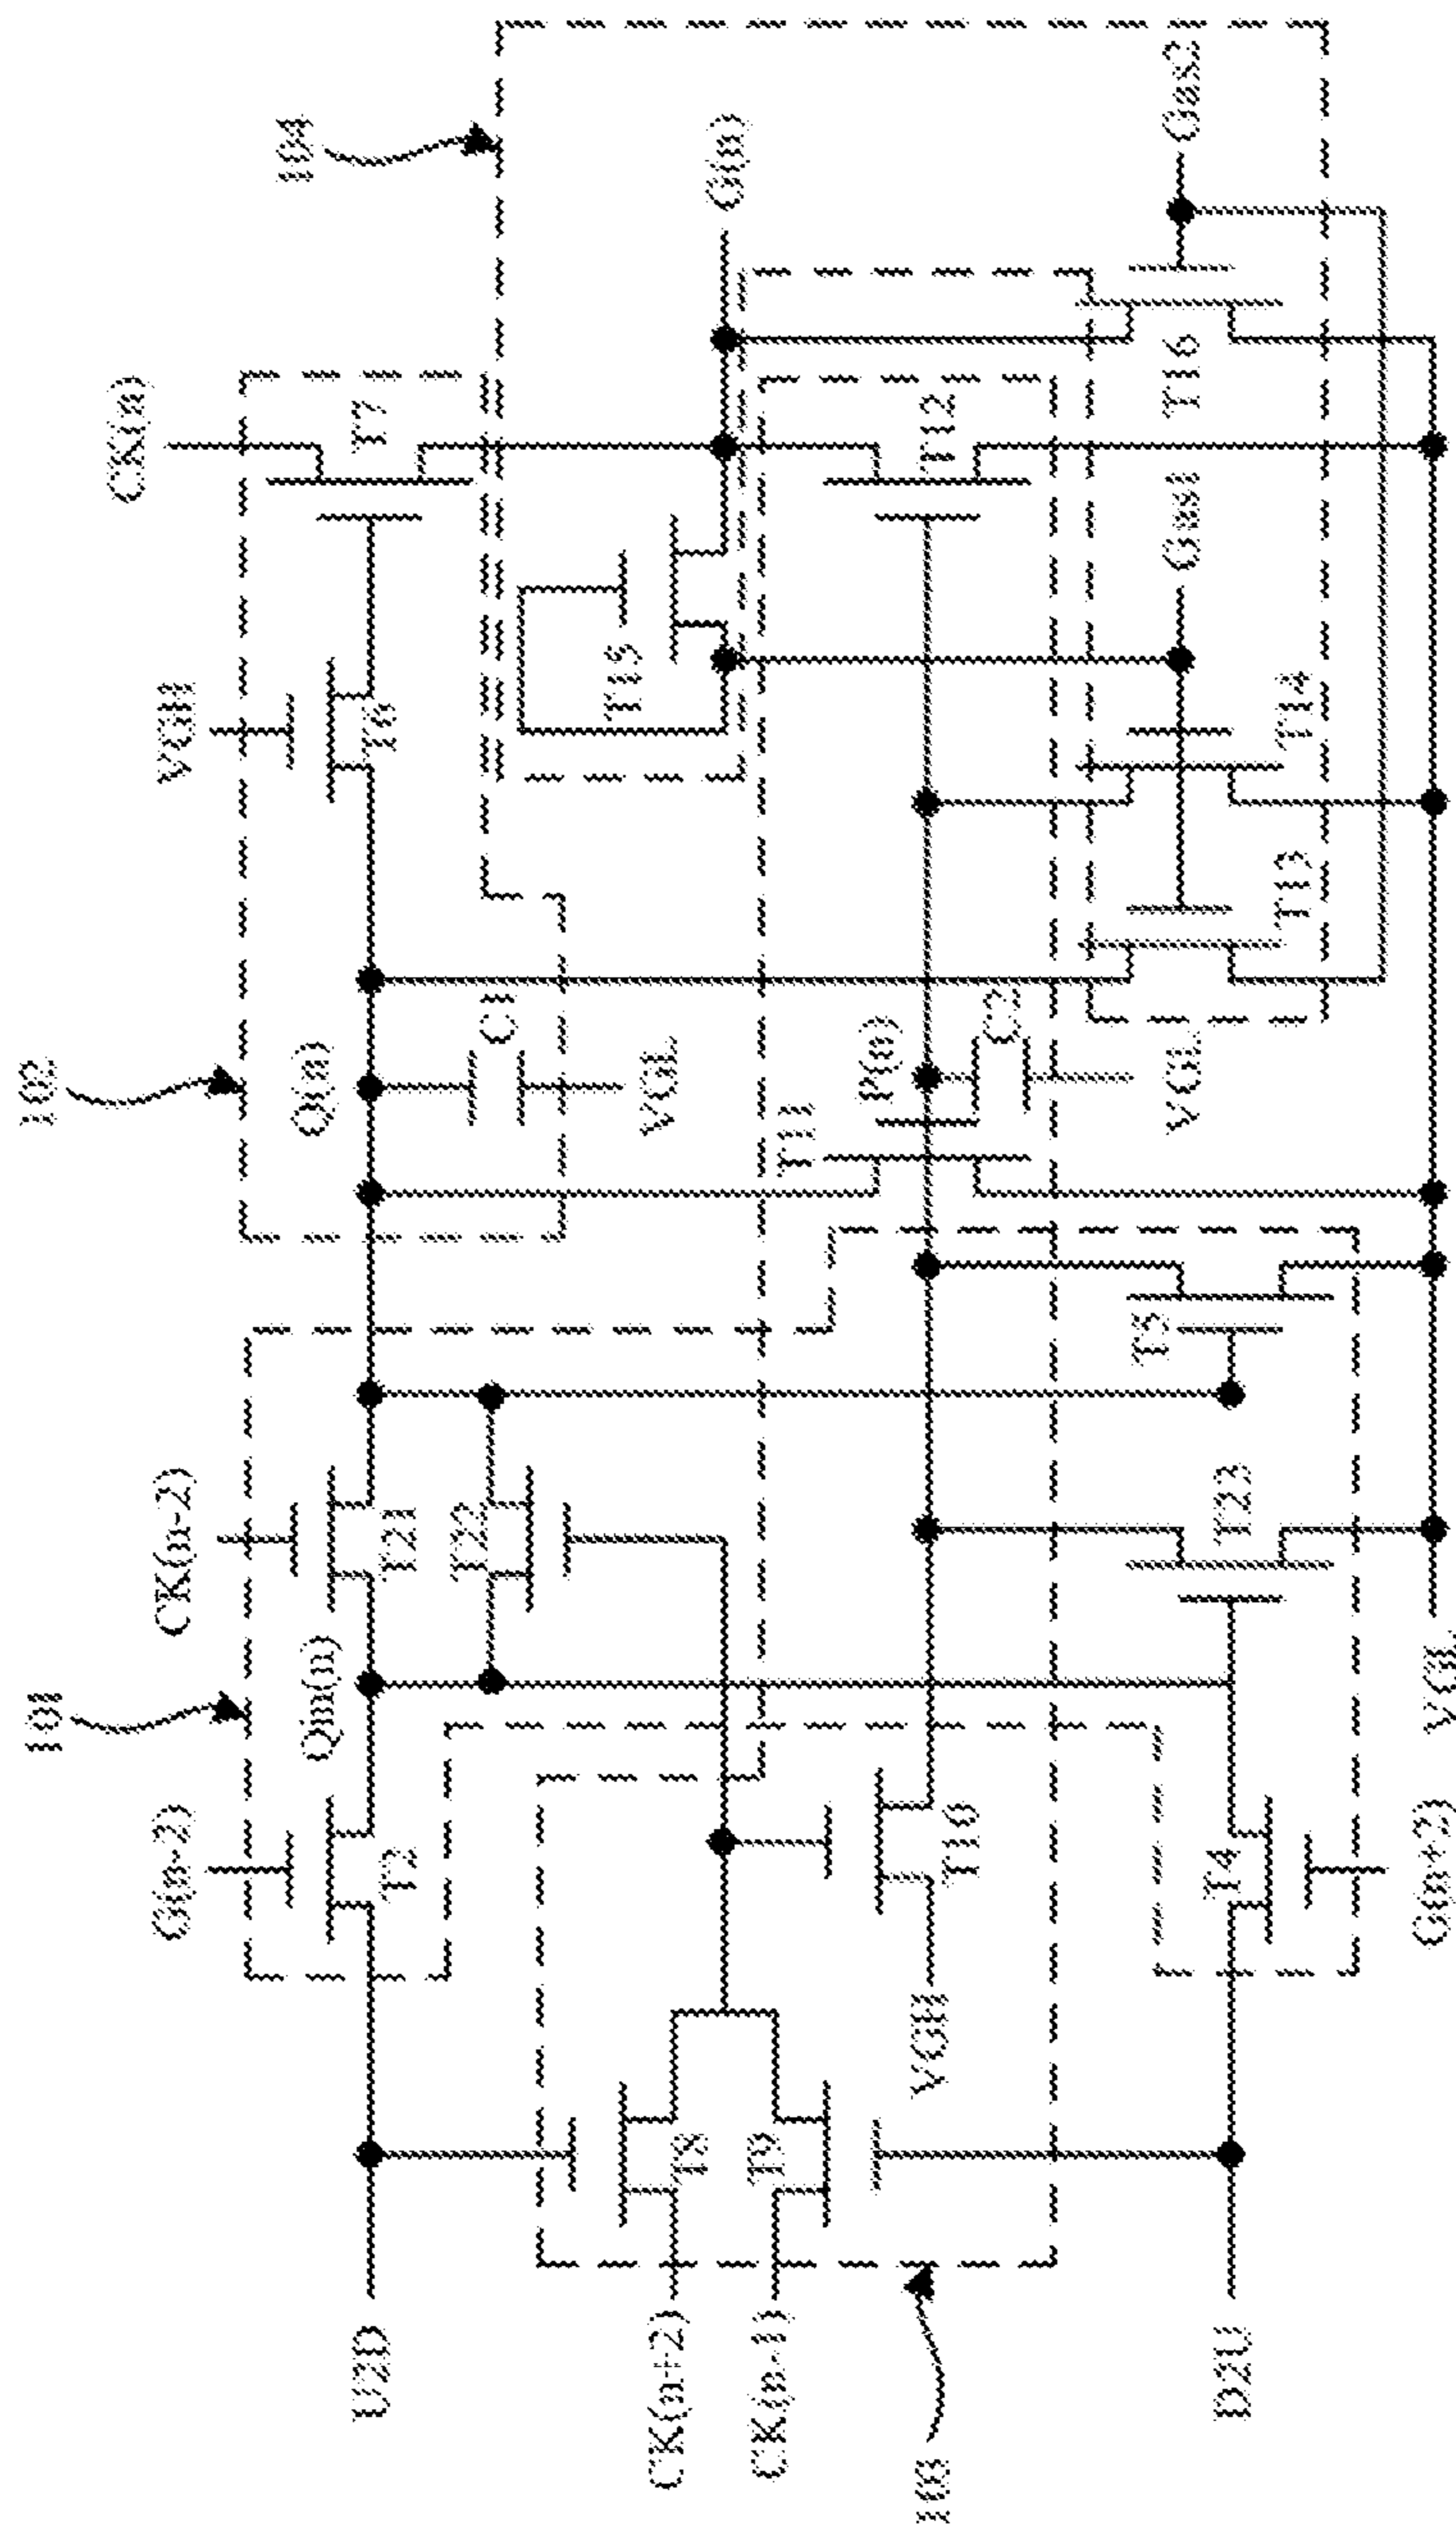 U2D
CK(n+2)
CK(n-1)
D2U
103
G(n-2)
T2
T8
T9
VGH
T10
T4
G(n+2)
101
Qin(n)
CK(n-2)
T21
T22
T23
VGL
T5
102
Q(n)
C1
VGL
T11
P(n)
C2
VGL
T13
VGH
T6
T15
T14
Gas1
CK(n)
T7
T12
T16
104
G(n)
Gas2